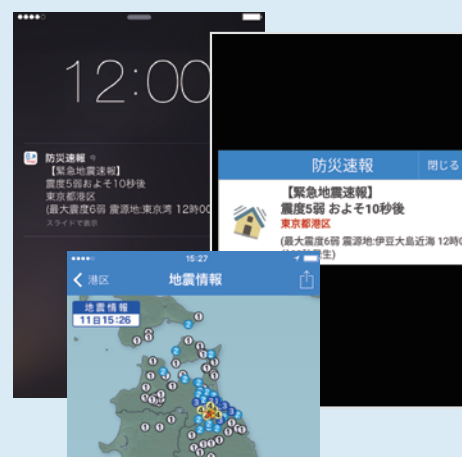 12:00
防災速報
【緊急地震速報】
震度5弱およそ10秒後
東京都港区
(最大震度6弱 震源地:東京湾 12時00
スライドで表示
防災速報
閉じる
【緊急地震速報】
震度5弱 およそ10秒後
東京都港区
(最大震度6弱 震源地:伊豆大島近海 12時0
生)
15:27
港区
地震情報
地震情報
11日15:26